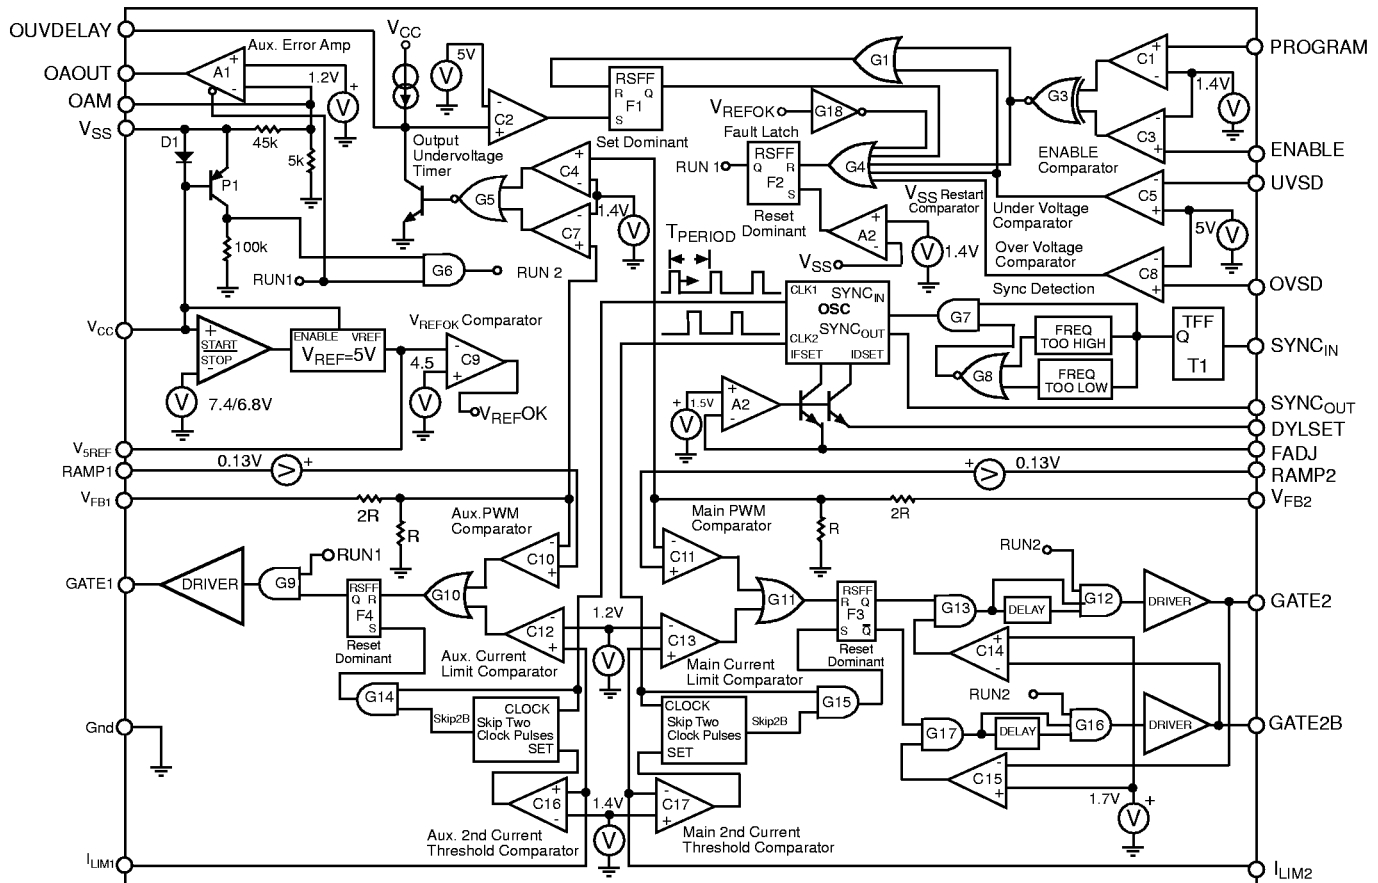 OUVDELAY
OAOUT
OAM
VSS
VCC
V5REF
RAMP1
VFB1
GATE1
Gnd
ILIM1
PROGRAM
ENABLE
UVSD
OVSD
SYNCIN
SYNCOUT
DYLSET
FADJ
RAMP2
VFB2
GATE2
GATE2B
ILIM2
Aux. Error Amp
A1
+
-
1.2V
V
+
D1
P1
45k
5k
100k
RUN1
G6
RUN 2
VCC
5V
V
-
C2
+
Output
Undervoltage
Timer
RSFF
R Q
F1
S
Set Dominant
G5
+
C4
-
-
C7
+
1.4V
V
G1
VREFOK
G18
Fault Latch
RUN 1
RSFF
Q R
F2
S
Reset
Dominant
G4
VSS Restart
Comparator
+
A2
-
V
1.4V
VSS
G3
+
C1
-
1.4V
V
-
C3
+
ENABLE
Comparator
-
C5
+
Under Voltage
Comparator
5V
V
Over Voltage
Comparator
-
C8
+
Sync Detection
TPERIOD
CLK1
SYNCIN
OSC
SYNCOUT
CLK2
IFSET
IDSET
G7
G8
FREQ
TOO HIGH
FREQ
TOO LOW
TFF
Q
T1
+
START
STOP
-
V
7.4/6.8V
ENABLE VREF
VREF=5V
VREFOK Comparator
-
C9
+
4.5
V
VREFOK
+
V
1.5V
+
A2
-
0.13V
V
+
+
V
0.13V
2R
R
Aux.PWM
Comparator
-
C10
+
Main PWM
Comparator
-
C11
+
R
2R
RUN1
G9
DRIVER
RSFF
Q R
F4
S
Reset
Dominant
G10
-
C12
+
1.2V
V
-
C13
+
Aux. Current
Limit Comparator
Main Current
Limit Comparator
G11
RSFF
R Q
F3
S Q
Reset
Dominant
RUN2
G13
DELAY
G12
DRIVER
+
C14
-
G14
Skip2B
CLOCK
Skip Two
Clock Pulses
SET
CLOCK
Skip Two
Clock Pulses
SET
Skip2B
G15
RUN2
G17
DELAY
G16
DRIVER
-
C15
+
1.7V
+
V
+
C16
-
1.4V
V
-
C17
+
Aux. 2nd Current
Threshold Comparator
Main 2nd Current
Threshold Comparator